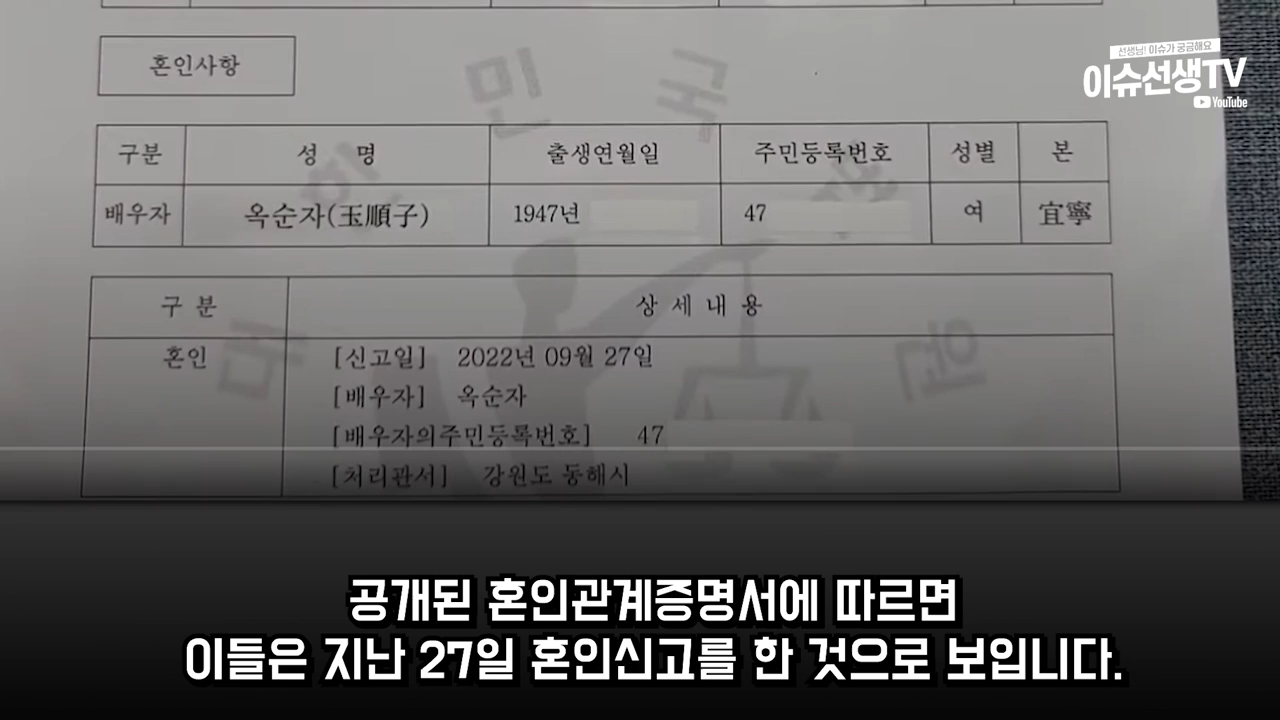 선생님! 이슈가 궁금해요
이슈선생TV
YouTube
혼인사항
구분 성 명 출생연월일 주민등록번호 성별 본
배우자 옥순자(玉順子) 1947년 47 여 宜寧
구 분 상 세 내 용
혼인 [신고일] 2022년 09월 27일
[배우자] 옥순자
[배우자의주민등록번호] 47
[처리관서] 강원도 동해시
공개된 혼인관계증명서에 따르면
이들은 지난 27일 혼인신고를 한 것으로 보입니다.